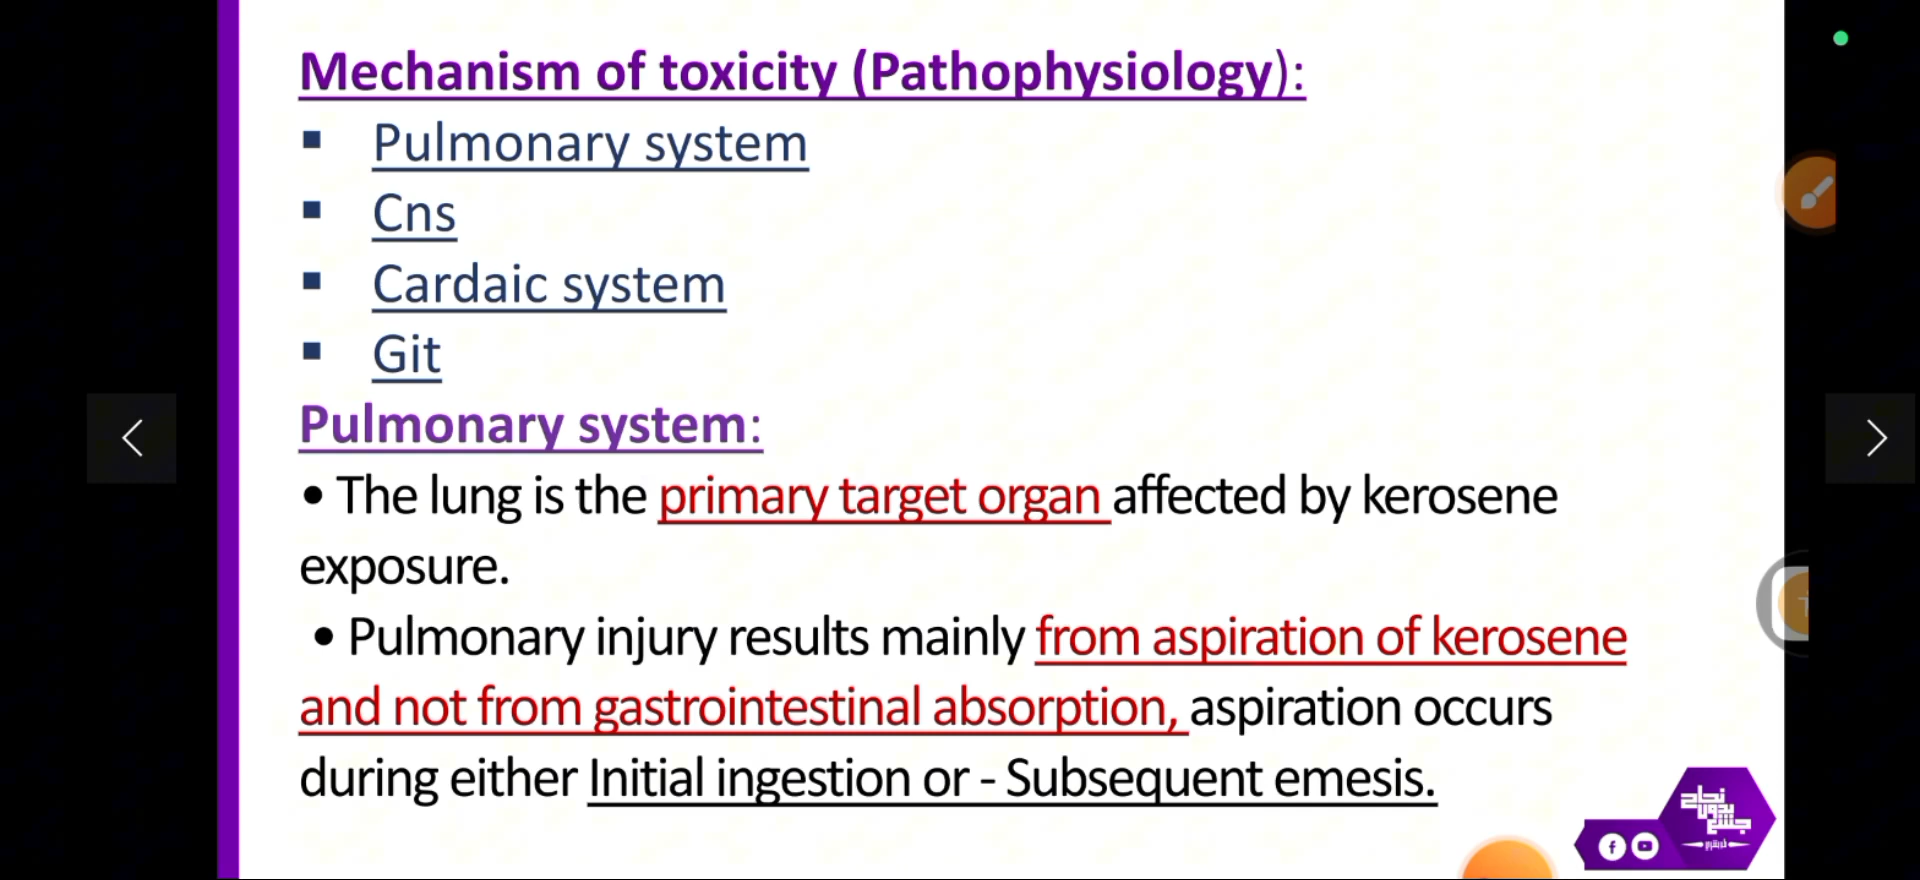 Mechanism of toxicity (Pathophysiology):
▪ Pulmonary system
▪ Cns
▪ Cardaic system
▪ Git
Pulmonary system:
• The lung is the primary target organ affected by kerosene
exposure.
• Pulmonary injury results mainly from aspiration of kerosene
and not from gastrointestinal absorption, aspiration occurs
during either Initial ingestion or - Subsequent emesis.
نجاح
بدون